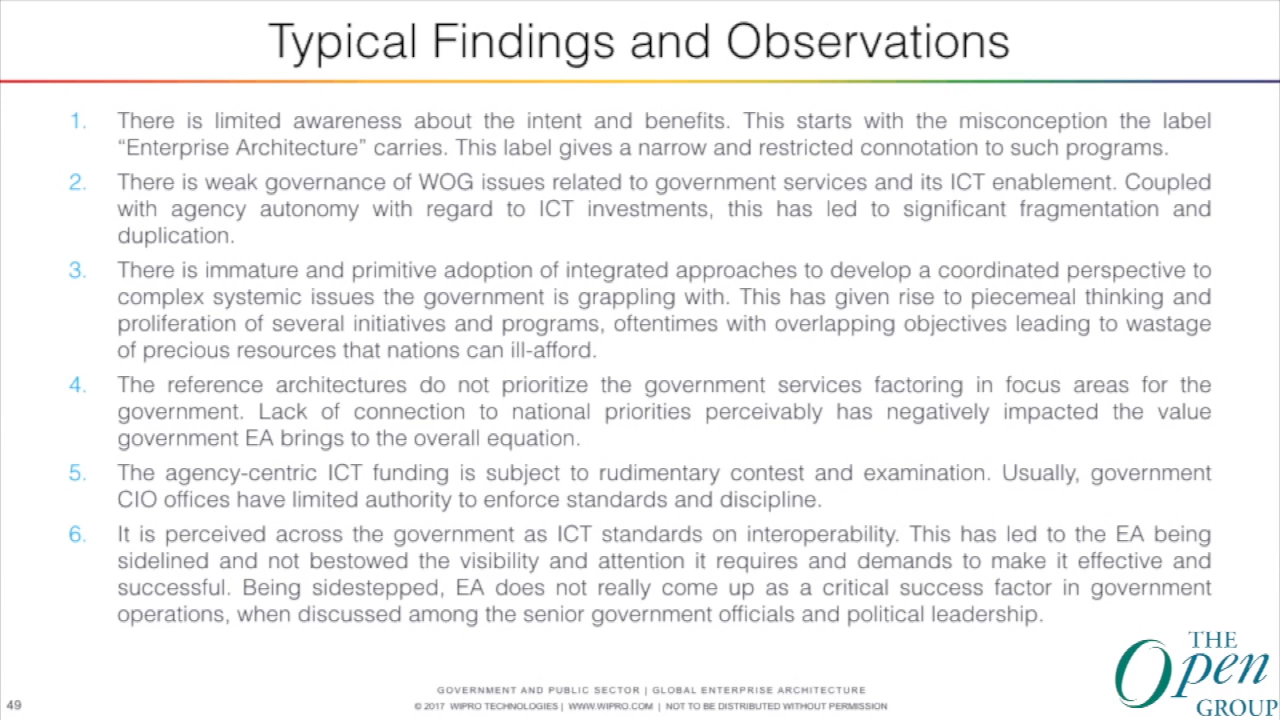 Typical Findings and Observations
1. There is limited awareness about the intent and benefits. This starts with the misconception the label
“Enterprise Architecture” carries. This label gives a narrow and restricted connotation to such programs.
2. There is weak governance of WOG issues related to government services and its ICT enablement. Coupled
with agency autonomy with regard to ICT investments, this has led to significant fragmentation and
duplication.
3. There is immature and primitive adoption of integrated approaches to develop a coordinated perspective to
complex systemic issues the government is grappling with. This has given rise to piecemeal thinking and
proliferation of several initiatives and programs, oftentimes with overlapping objectives leading to wastage
of precious resources that nations can ill-afford.
4. The reference architectures do not prioritize the government services factoring in focus areas for the
government. Lack of connection to national priorities perceivably has negatively impacted the value
government EA brings to the overall equation.
5. The agency-centric ICT funding is subject to rudimentary contest and examination. Usually, government
CIO offices have limited authority to enforce standards and discipline.
6. It is perceived across the government as ICT standards on interoperability. This has led to the EA being
sidelined and not bestowed the visibility and attention it requires and demands to make it effective and
successful. Being sidestepped, EA does not really come up as a critical success factor in government
operations, when discussed among the senior government officials and political leadership.
THE
Open
GROUP
GOVERNMENT AND PUBLIC SECTOR | GLOBAL ENTERPRISE ARCHITECTURE
49
© 2017 WIPRO TECHNOLOGIES | WWW.WIPRO.COM | NOT TO BE DISTRIBUTED WITHOUT PERMISSION